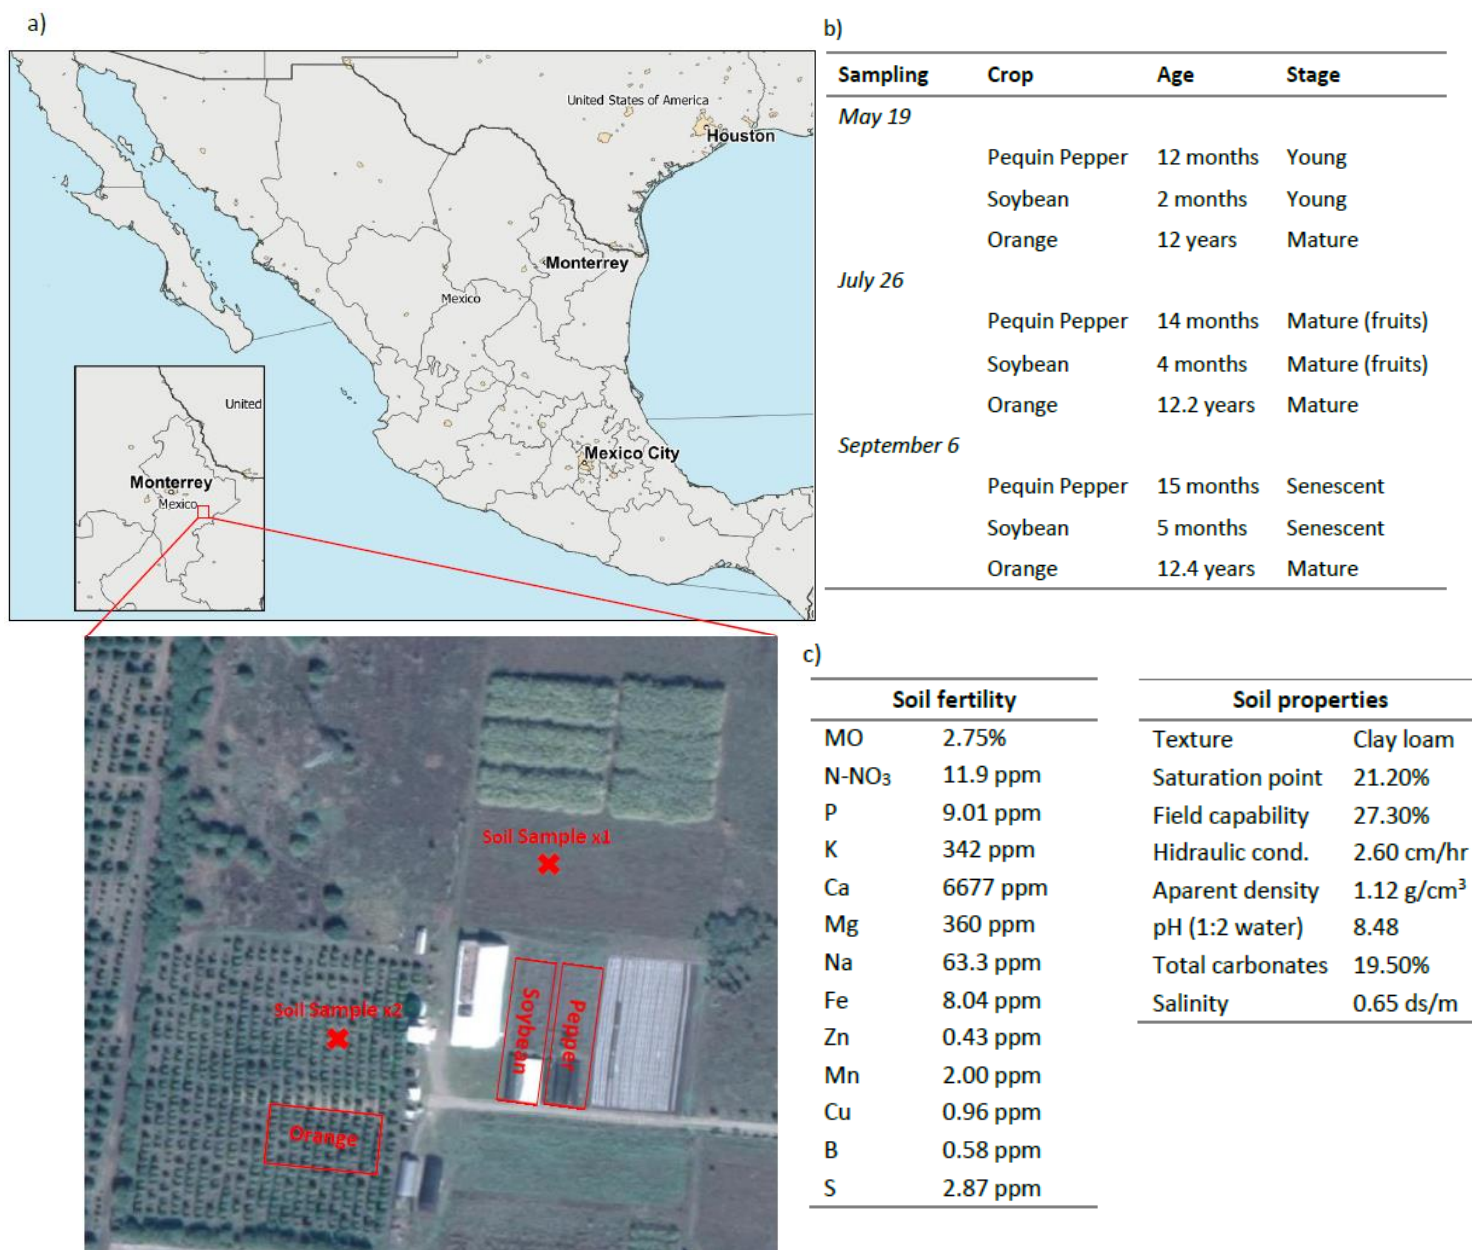 a)
United States of America
Houston
Monterrey
Mexico
Mexico City
United
Monterrey
Mexico
Soil Sample x1
Soil Sample x2
Soybean
Pepper
Orange
b)
Sampling Crop Age Stage
May 19
Pequin Pepper 12 months Young
Soybean 2 months Young
Orange 12 years Mature
July 26
Pequin Pepper 14 months Mature (fruits)
Soybean 4 months Mature (fruits)
Orange 12.2 years Mature
September 6
Pequin Pepper 15 months Senescent
Soybean 5 months Senescent
Orange 12.4 years Mature
c)
Soil fertility
MO 2.75%
N-NO₃ 11.9 ppm
P 9.01 ppm
K 342 ppm
Ca 6677 ppm
Mg 360 ppm
Na 63.3 ppm
Fe 8.04 ppm
Zn 0.43 ppm
Mn 2.00 ppm
Cu 0.96 ppm
B 0.58 ppm
S 2.87 ppm
Soil properties
Texture Clay loam
Saturation point 21.20%
Field capability 27.30%
Hidraulic cond. 2.60 cm/hr
Aparent density 1.12 g/cm³
pH (1:2 water) 8.48
Total carbonates 19.50%
Salinity 0.65 ds/m